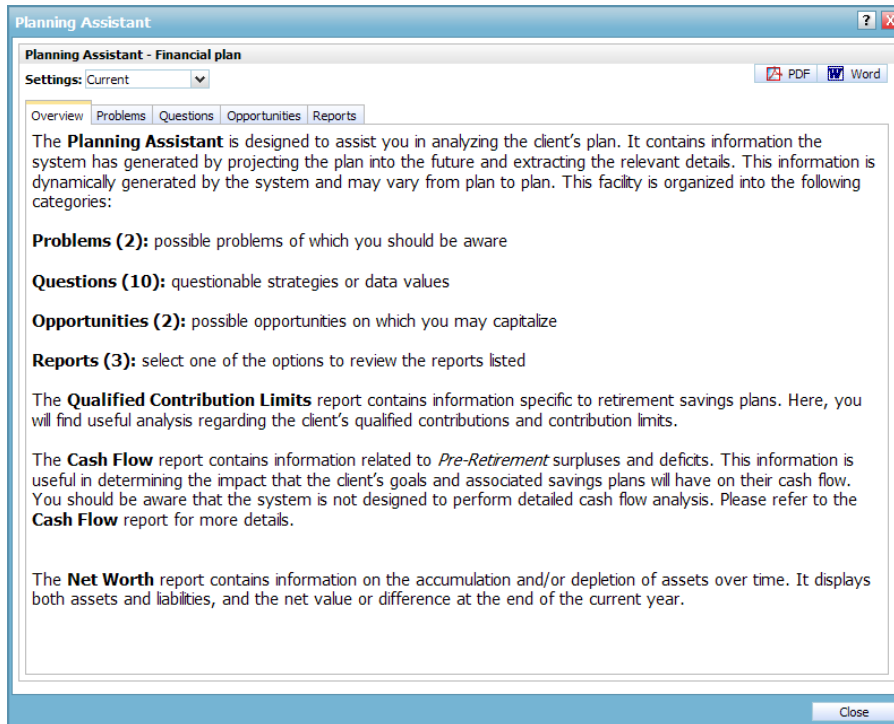 Planning Assistant
? X
Planning Assistant - Financial plan
Settings: Current
PDF Word
Overview Problems Questions Opportunities Reports
The Planning Assistant is designed to assist you in analyzing the client's plan. It contains information the
system has generated by projecting the plan into the future and extracting the relevant details. This information is
dynamically generated by the system and may vary from plan to plan. This facility is organized into the following
categories:
Problems (2): possible problems of which you should be aware
Questions (10): questionable strategies or data values
Opportunities (2): possible opportunities on which you may capitalize
Reports (3): select one of the options to review the reports listed
The Qualified Contribution Limits report contains information specific to retirement savings plans. Here, you
will find useful analysis regarding the client's qualified contributions and contribution limits.
The Cash Flow report contains information related to Pre-Retirement surpluses and deficits. This information is
useful in determining the impact that the client's goals and associated savings plans will have on their cash flow.
You should be aware that the system is not designed to perform detailed cash flow analysis. Please refer to the
Cash Flow report for more details.
The Net Worth report contains information on the accumulation and/or depletion of assets over time. It displays
both assets and liabilities, and the net value or difference at the end of the current year.
Close